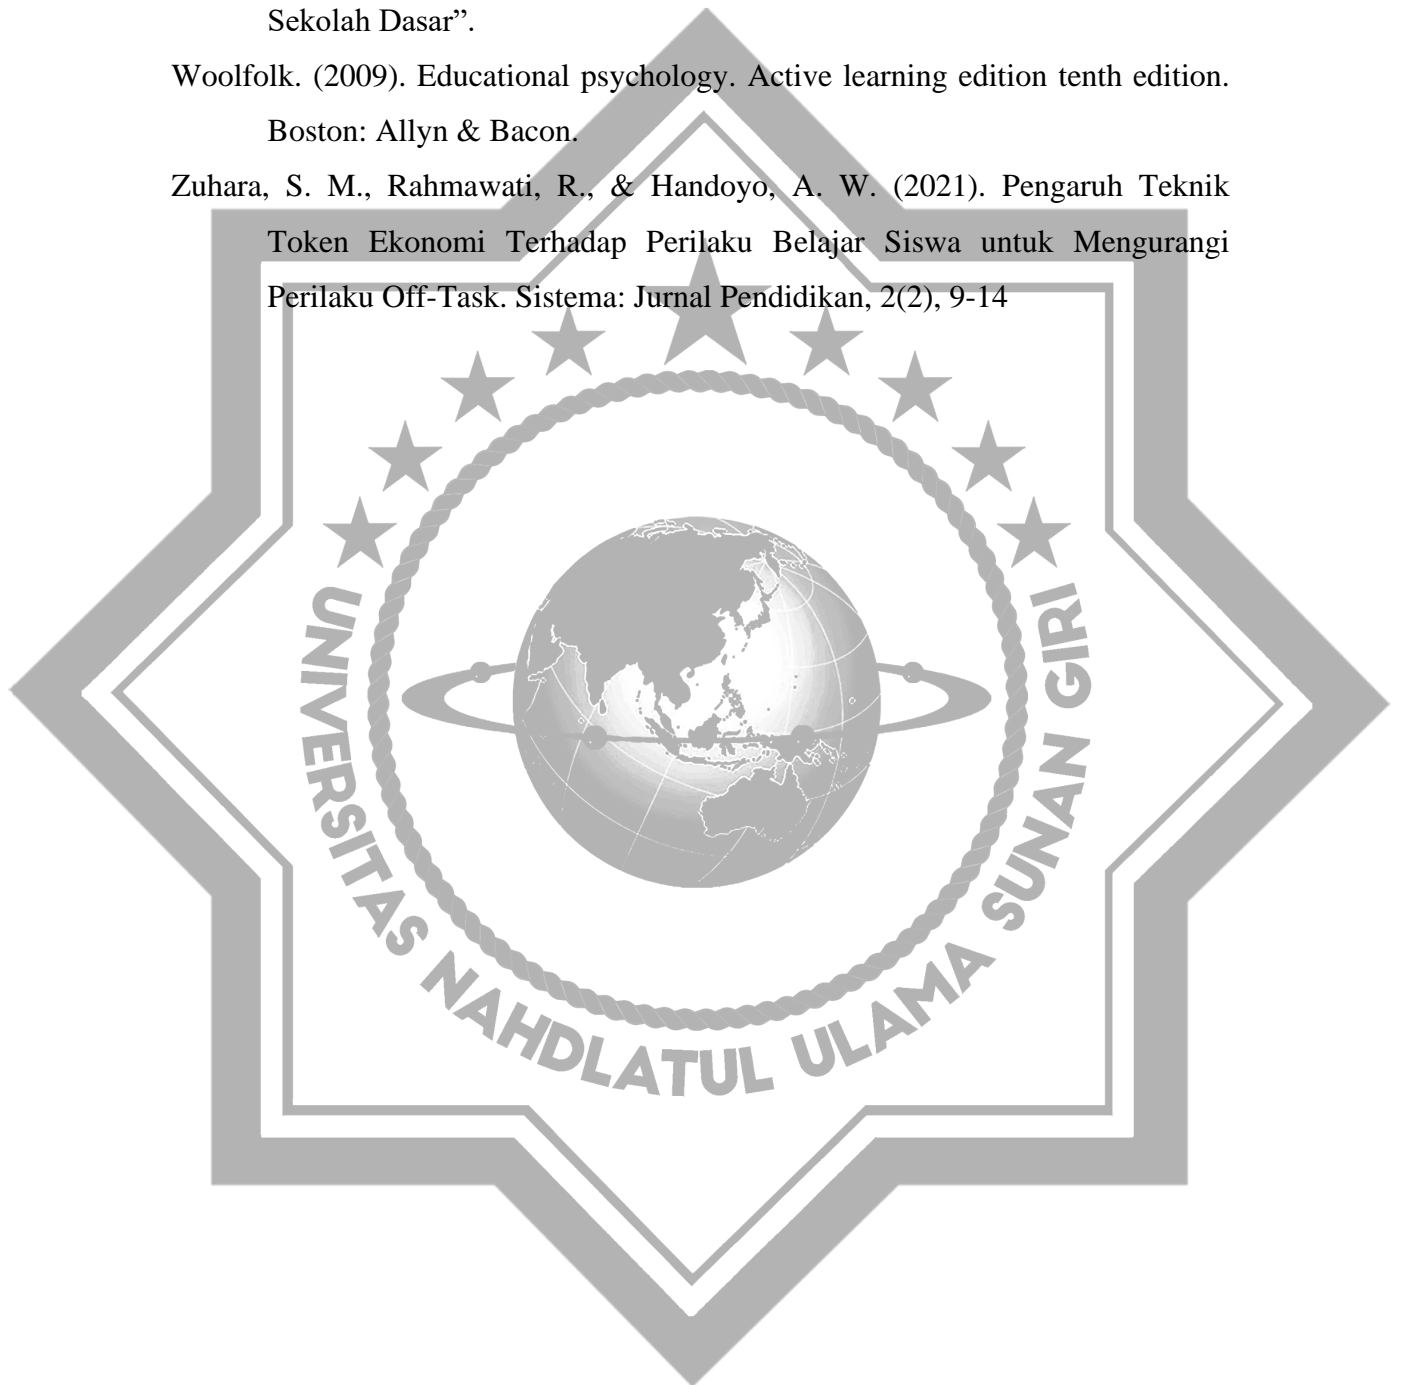 Sekolah Dasar”.
Woolfolk. (2009). Educational psychology. Active learning edition tenth edition.
Boston: Allyn & Bacon.
Zuhara, S. M., Rahmawati, R., & Handoyo, A. W. (2021). Pengaruh Teknik
Token Ekonomi Terhadap Perilaku Belajar Siswa untuk Mengurangi
Perilaku Off-Task. Sistema: Jurnal Pendidikan, 2(2), 9-14
UNIVERSITAS NAHDLATUL ULAMA SUNAN GIRI